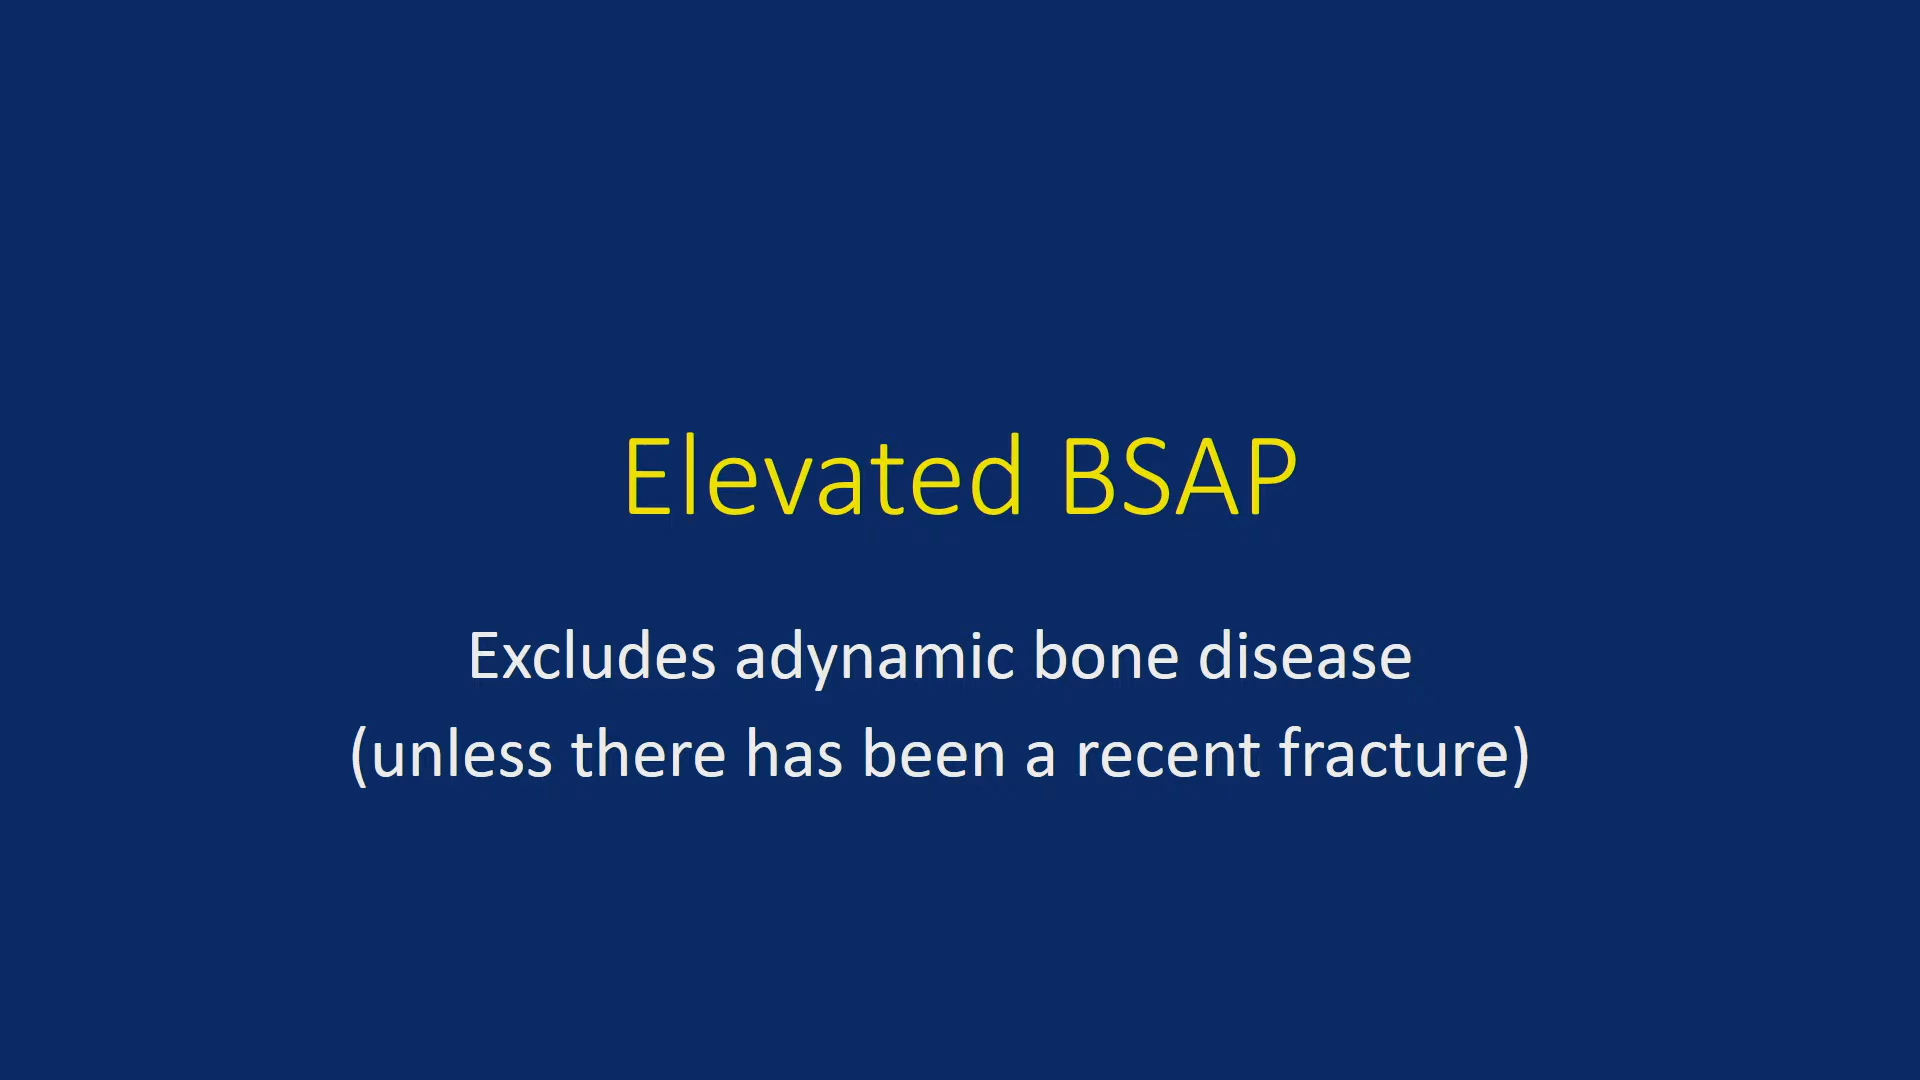 Elevated BSAP
Excludes adynamic bone disease
(unless there has been a recent fracture)